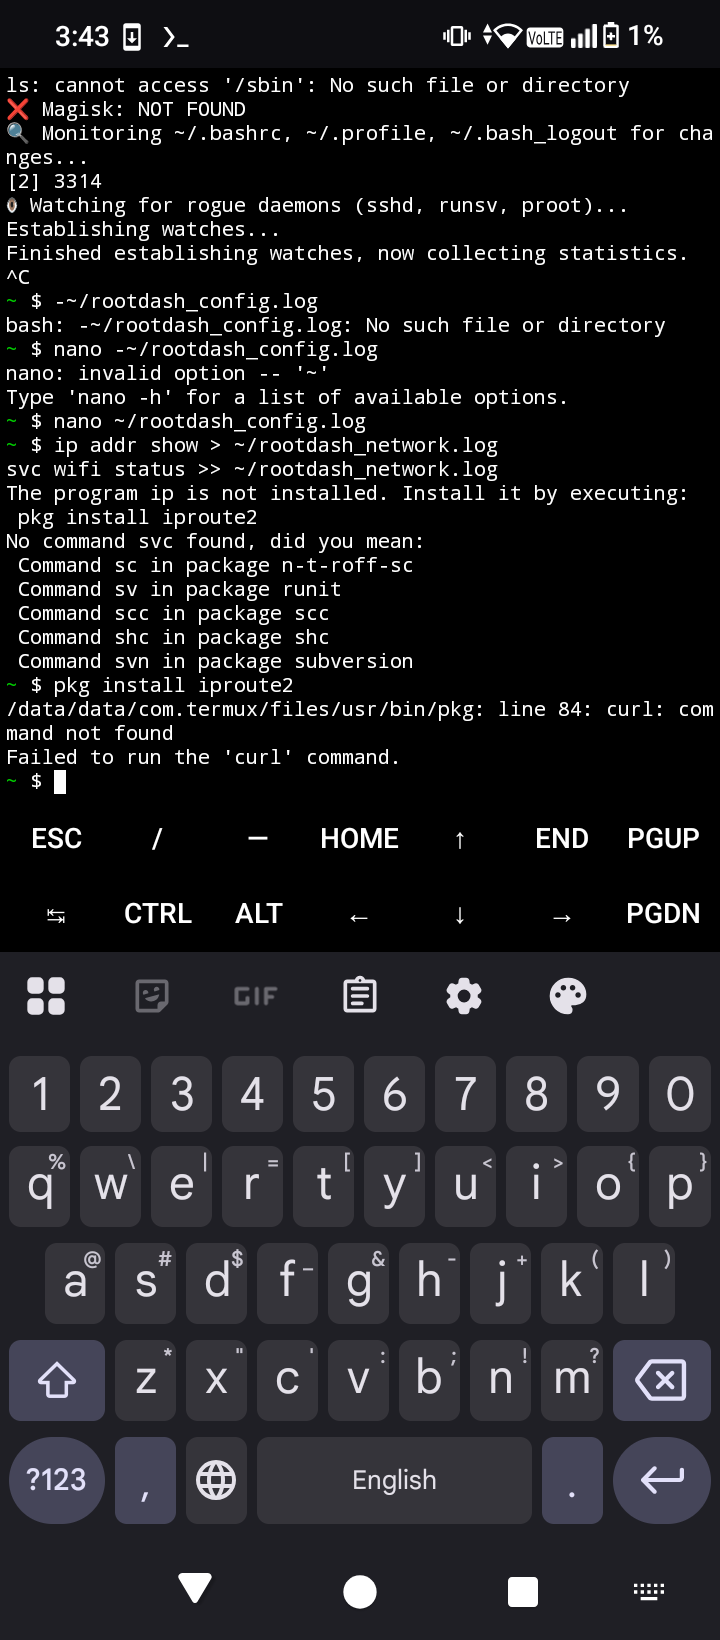 3:43 VoLTE 1%
ls: cannot access '/sbin': No such file or directory
❌ Magisk: NOT FOUND
🔍 Monitoring ~/.bashrc, ~/.profile, ~/.bash_logout for cha
nges...
[2] 3314
Watching for rogue daemons (sshd, runsv, proot)...
Establishing watches...
Finished establishing watches, now collecting statistics.
^C
~ $ -~/rootdash_config.log
bash: -~/rootdash_config.log: No such file or directory
~ $ nano -~/rootdash_config.log
nano: invalid option -- '~'
Type 'nano -h' for a list of available options.
~ $ nano ~/rootdash_config.log
~ $ ip addr show > ~/rootdash_network.log
svc wifi status >> ~/rootdash_network.log
The program ip is not installed. Install it by executing:
 pkg install iproute2
No command svc found, did you mean:
 Command sc in package n-t-roff-sc
 Command sv in package runit
 Command scc in package scc
 Command shc in package shc
 Command svn in package subversion
~ $ pkg install iproute2
/data/data/com.termux/files/usr/bin/pkg: line 84: curl: com
mand not found
Failed to run the 'curl' command.
~ $
ESC / — HOME ↑ END PGUP
↹ CTRL ALT ← ↓ → PGDN
GIF
1 2 3 4 5 6 7 8 9 0
q % w \ e | r = t [ y ] u < i > o { p }
a @ s # d $ f _ g & h - j + k ( l )
z * x " c ' v : b ; n ! m ?
?123 , English .